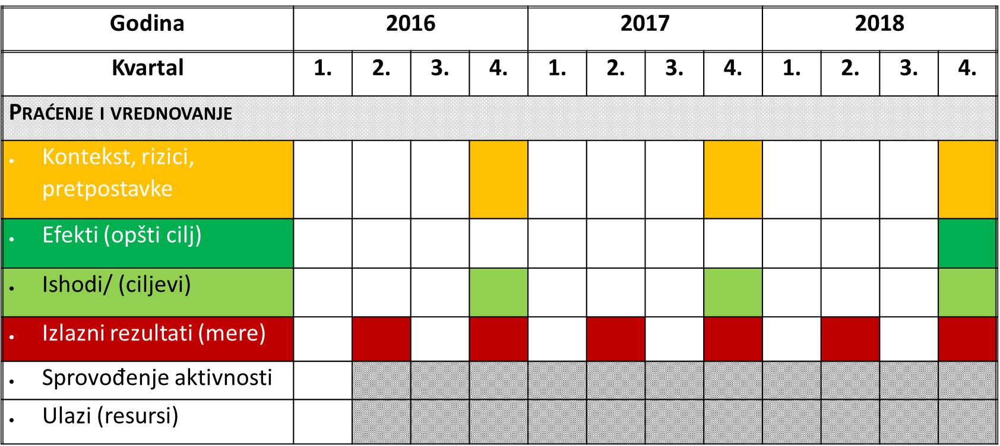 Godina 2016 2017 2018
Kvartal 1. 2. 3. 4. 1. 2. 3. 4. 1. 2. 3. 4.
PRAĆENJE I VREDNOVANJE
• Kontekst, rizici,
pretpostavke
• Efekti (opšti cilj)
• Ishodi/ (ciljevi)
• Izlazni rezultati (mere)
• Sprovođenje aktivnosti
• Ulazi (resursi)